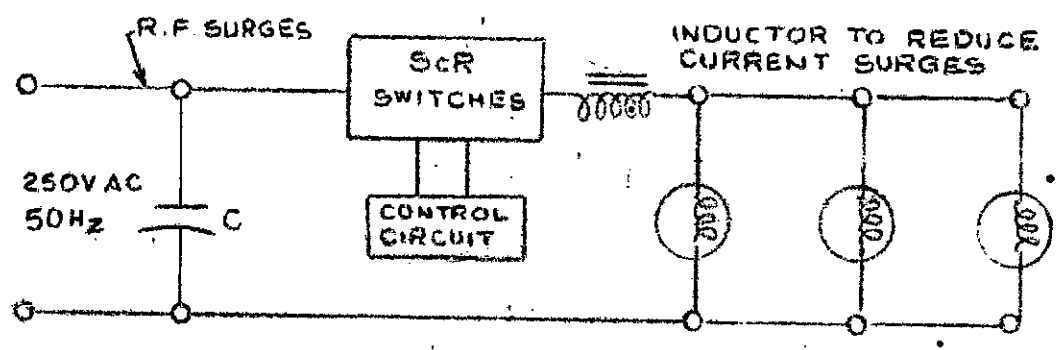 R.F. SURGES
INDUCTOR TO REDUCE
CURRENT SURGES
ScR
SWITCHES
250V AC
50Hz
C
CONTROL
CIRCUIT